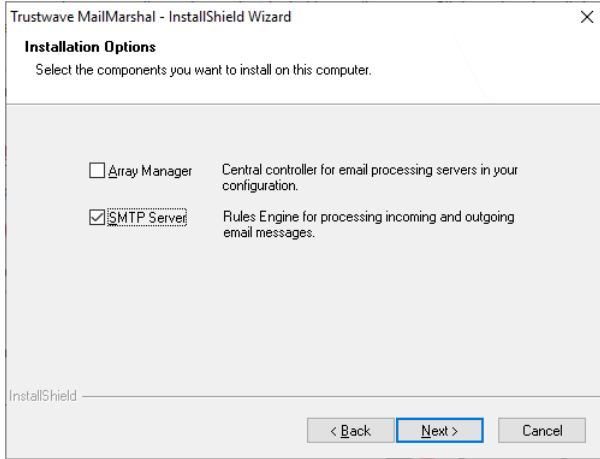 Trustwave MailMarshal - InstallShield Wizard
Installation Options
Select the components you want to install on this computer.
Array Manager
Central controller for email processing servers in your
configuration.
SMTP Server
Rules Engine for processing incoming and outgoing
email messages.
InstallShield
< Back
Next >
Cancel